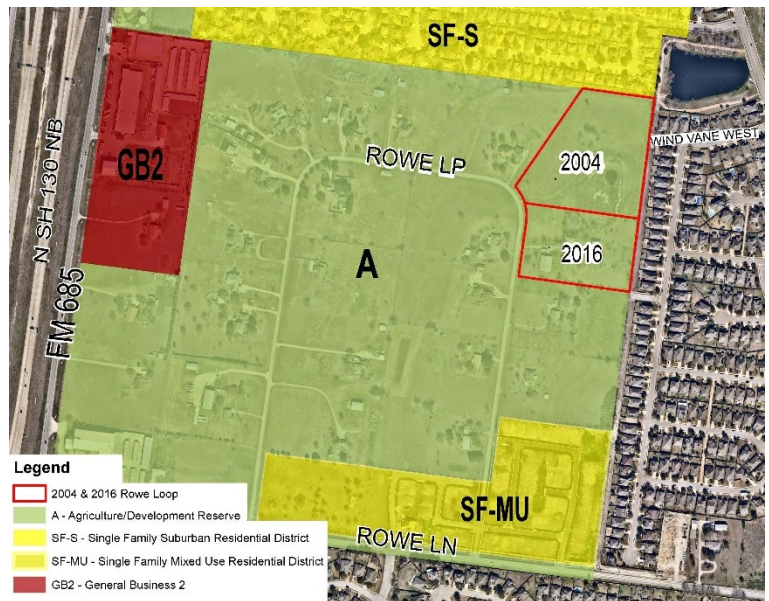 SF-S
WIND VANE WEST
ROWE LP
2004
GB2
N SH 130 NB
2016
A
FM 685
SF-MU
ROWE LN
Legend
2004 & 2016 Rowe Loop
A - Agriculture/Development Reserve
SF-S - Single Family Suburban Residential District
SF-MU - Single Family Mixed Use Residential District
GB2 - General Business 2